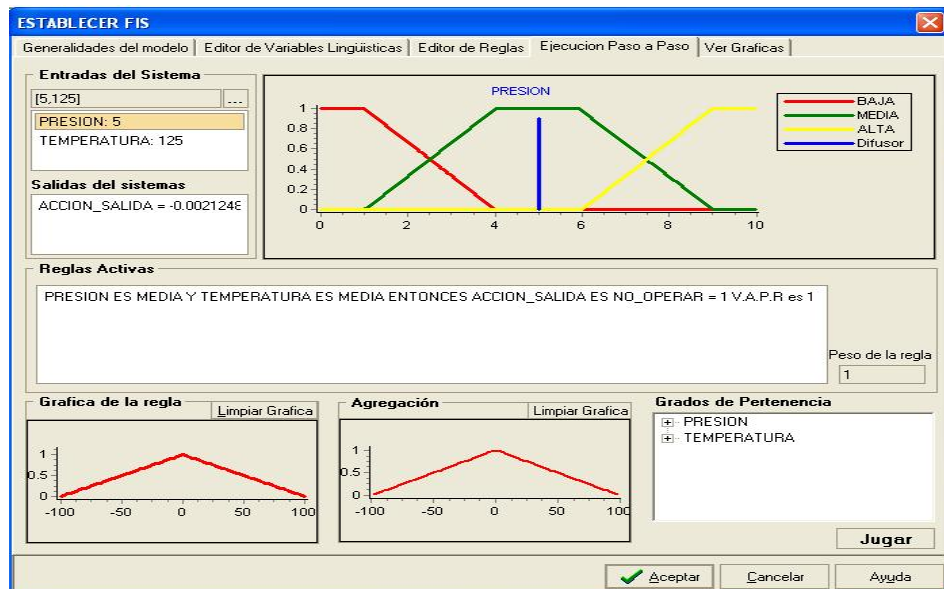 ESTABLECER FIS
Generalidades del modelo
Editor de Variables Lingüisticas
Editor de Reglas
Ejecucion Paso a Paso
Ver Graficas
Entradas del Sistema
[5,125]
...
PRESION: 5
TEMPERATURA: 125
Salidas del sistemas
ACCION_SALIDA = -0.0021248
PRESION
1
0.8
0.6
0.4
0.2
0
0 2 4 6 8 10
BAJA
MEDIA
ALTA
Difusor
Reglas Activas
PRESION ES MEDIA Y TEMPERATURA ES MEDIA ENTONCES ACCION_SALIDA ES NO_OPERAR = 1 V.A.P.R es 1
Peso de la regla
1
Grafica de la regla
Limpiar Grafica
1
0.5
0
-100 -50 0 50 100
Agregación
Limpiar Grafica
1
0.5
0
-100 -50 0 50 100
Grados de Pertenencia
PRESION
TEMPERATURA
Jugar
Aceptar
Cancelar
Ayuda